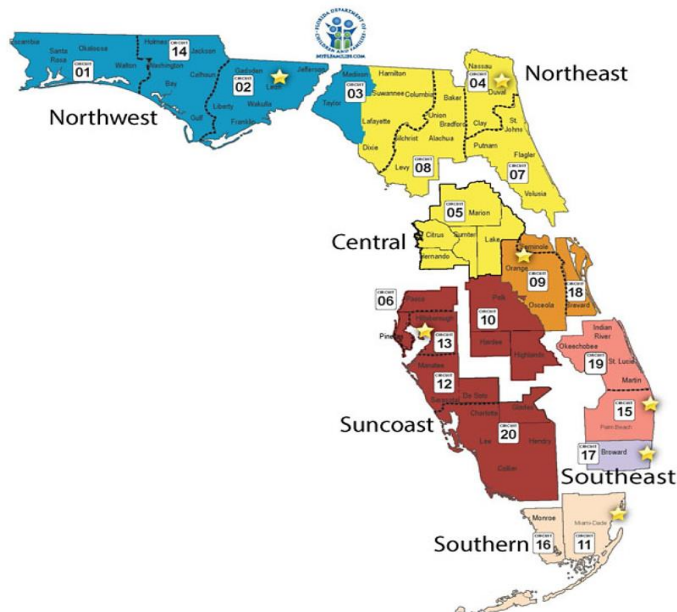 FLORIDA DEPARTMENT OF CHILDREN AND FAMILIES
MYFLFAMILIES.COM
Escambia
Santa
Rosa
Okaloosa
CIRCUIT
01
Walton
Holmes
CIRCUIT
14
Jackson
Washington
Bay
Calhoun
Gulf
Gadsden
CIRCUIT
02
Leon
Jefferson
Liberty
Wakulla
Franklin
Northwest
Madison
CIRCUIT
03
Taylor
Hamilton
Suwannee
Columbia
Lafayette
Dixie
Baker
Union
Bradford
Gilchrist
Alachua
Levy
CIRCUIT
08
Nassau
CIRCUIT
04
Duval
Northeast
Clay
St.
Johns
Putnam
Flagler
CIRCUIT
07
Volusia
CIRCUIT
05
Marion
Citrus
Sumter
Lake
Hernando
Central
Seminole
Orange
CIRCUIT
09
Osceola
CIRCUIT
18
Brevard
CIRCUIT
06
Pasco
Hillsborough
Pinellas
CIRCUIT
13
Polk
CIRCUIT
10
Hardee
Highlands
Manatee
CIRCUIT
12
Sarasota
De Soto
Charlotte
Glades
CIRCUIT
20
Lee
Hendry
Collier
Suncoast
Indian
River
Okeechobee
St. Lucie
CIRCUIT
19
Martin
CIRCUIT
15
Palm Beach
CIRCUIT
17
Broward
Southeast
Monroe
Miami-Dade
Southern
CIRCUIT
16
CIRCUIT
11